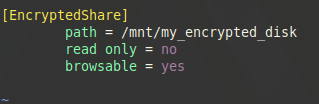 [EncryptedShare]
path = /mnt/my_encrypted_disk
read only = no
browsable = yes
~